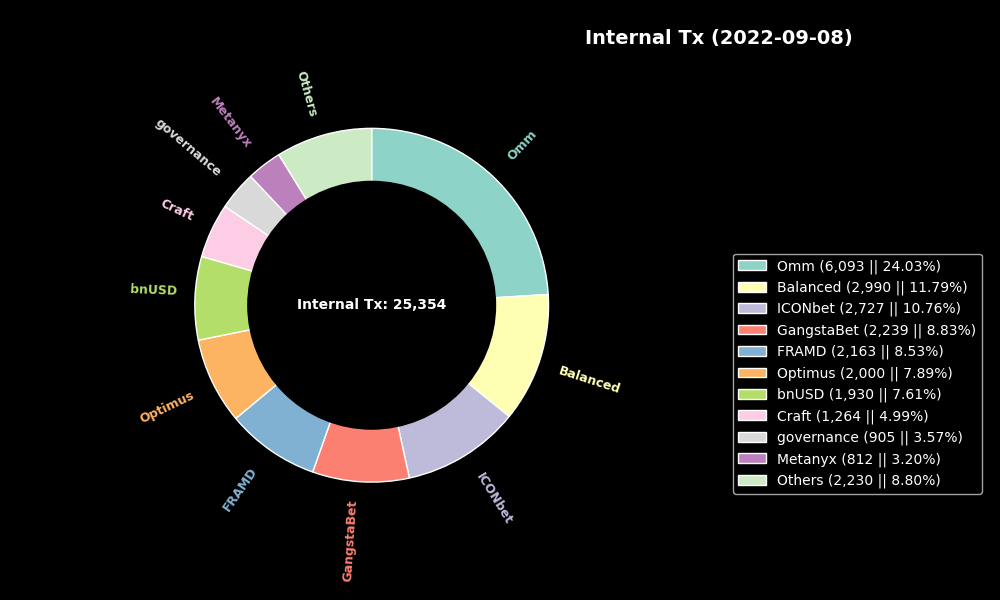 Internal Tx (2022-09-08)
Others
Metanyx
governance
Craft
bnUSD
Optimus
FRAMD
GangstaBet
ICONbet
Balanced
Omm
Internal Tx: 25,354
Omm (6,093 || 24.03%)
Balanced (2,990 || 11.79%)
ICONbet (2,727 || 10.76%)
GangstaBet (2,239 || 8.83%)
FRAMD (2,163 || 8.53%)
Optimus (2,000 || 7.89%)
bnUSD (1,930 || 7.61%)
Craft (1,264 || 4.99%)
governance (905 || 3.57%)
Metanyx (812 || 3.20%)
Others (2,230 || 8.80%)